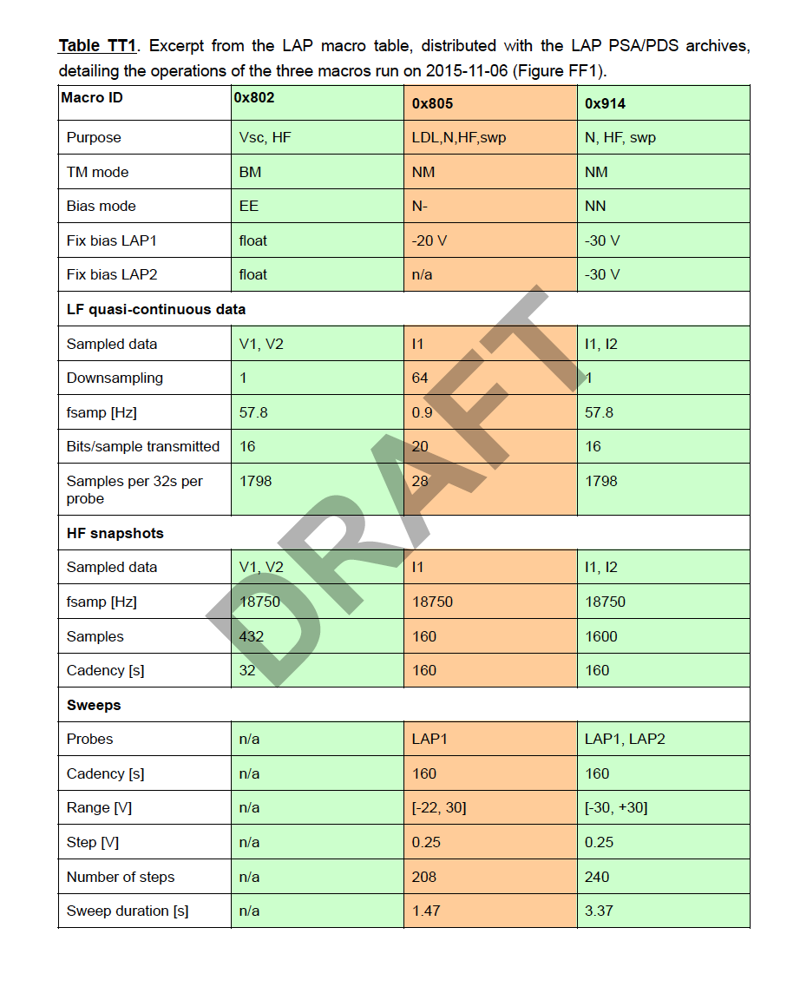 Table TT1. Excerpt from the LAP macro table, distributed with the LAP PSA/PDS archives,
detailing the operations of the three macros run on 2015-11-06 (Figure FF1).
Macro ID 0x802 0x805 0x914
Purpose Vsc, HF LDL,N,HF,swp N, HF, swp
TM mode BM NM NM
Bias mode EE N- NN
Fix bias LAP1 float -20 V -30 V
Fix bias LAP2 float n/a -30 V
LF quasi-continuous data
Sampled data V1, V2 I1 I1, I2
Downsampling 1 64 1
fsamp [Hz] 57.8 0.9 57.8
Bits/sample transmitted 16 20 16
Samples per 32s per 1798 28 1798
probe
HF snapshots
Sampled data V1, V2 I1 I1, I2
fsamp [Hz] 18750 18750 18750
Samples 432 160 1600
Cadency [s] 32 160 160
Sweeps
Probes n/a LAP1 LAP1, LAP2
Cadency [s] n/a 160 160
Range [V] n/a [-22, 30] [-30, +30]
Step [V] n/a 0.25 0.25
Number of steps n/a 208 240
Sweep duration [s] n/a 1.47 3.37
DRAFT